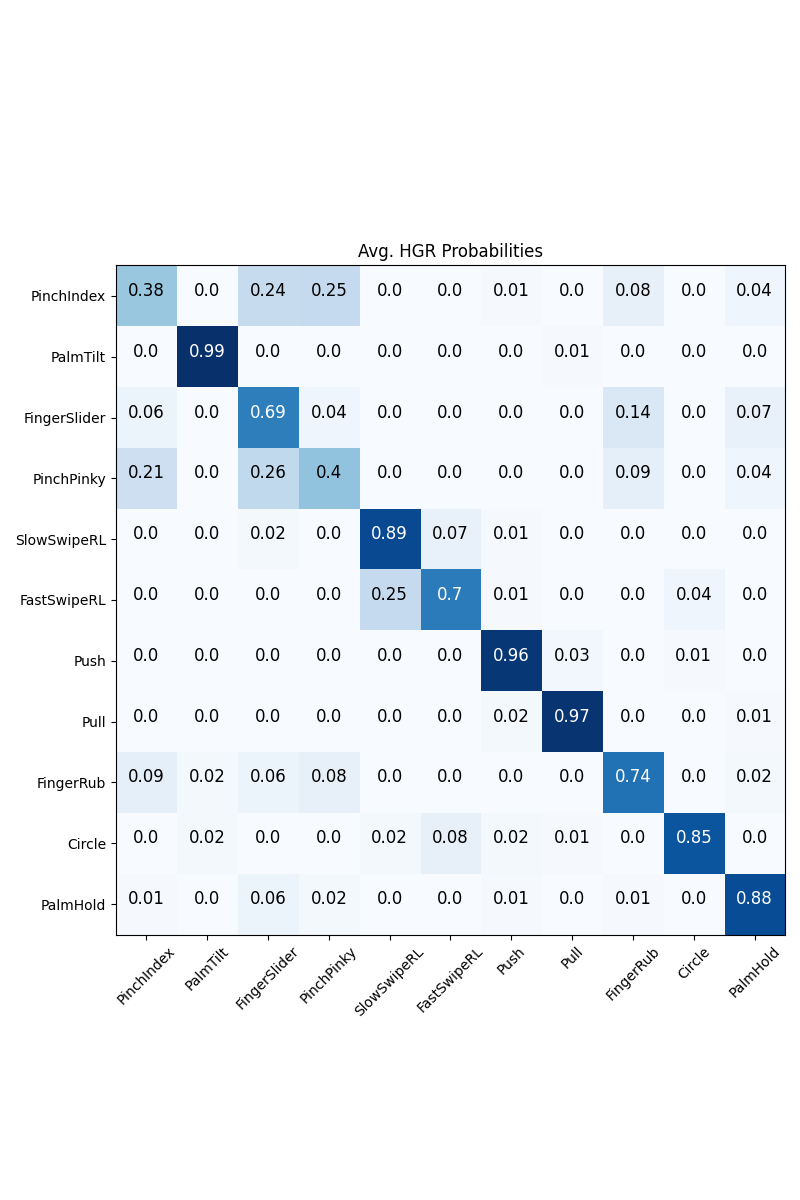 Avg. HGR Probabilities
PinchIndex 0.38 0.0 0.24 0.25 0.0 0.0 0.01 0.0 0.08 0.0 0.04
PalmTilt 0.0 0.99 0.0 0.0 0.0 0.0 0.0 0.01 0.0 0.0 0.0
FingerSlider 0.06 0.0 0.69 0.04 0.0 0.0 0.0 0.0 0.14 0.0 0.07
PinchPinky 0.21 0.0 0.26 0.4 0.0 0.0 0.0 0.0 0.09 0.0 0.04
SlowSwipeRL 0.0 0.0 0.02 0.0 0.89 0.07 0.01 0.0 0.0 0.0 0.0
FastSwipeRL 0.0 0.0 0.0 0.0 0.25 0.7 0.01 0.0 0.0 0.04 0.0
Push 0.0 0.0 0.0 0.0 0.0 0.0 0.96 0.03 0.0 0.01 0.0
Pull 0.0 0.0 0.0 0.0 0.0 0.0 0.02 0.97 0.0 0.0 0.01
FingerRub 0.09 0.02 0.06 0.08 0.0 0.0 0.0 0.0 0.74 0.0 0.02
Circle 0.0 0.02 0.0 0.0 0.02 0.08 0.02 0.01 0.0 0.85 0.0
PalmHold 0.01 0.0 0.06 0.02 0.0 0.0 0.01 0.0 0.01 0.0 0.88
PinchIndex PalmTilt FingerSlider PinchPinky SlowSwipeRL FastSwipeRL Push Pull FingerRub Circle PalmHold